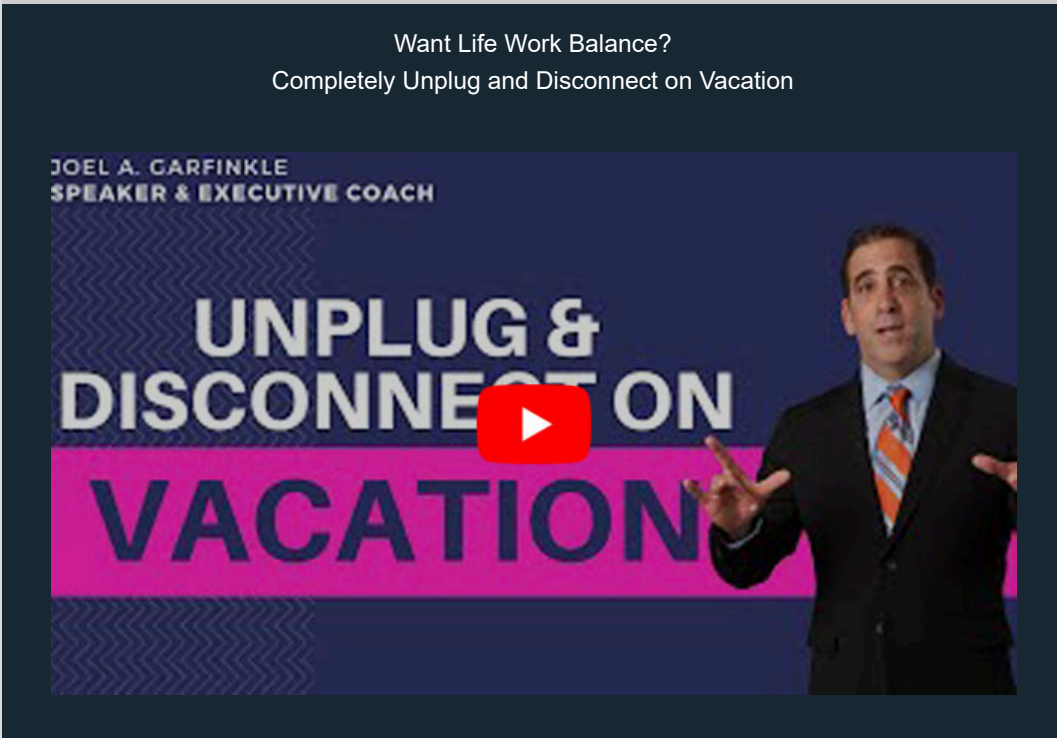 Want Life Work Balance?
Completely Unplug and Disconnect on Vacation
JOEL A. GARFINKLE
SPEAKER & EXECUTIVE COACH
UNPLUG &
DISCONNECT ON
VACATION